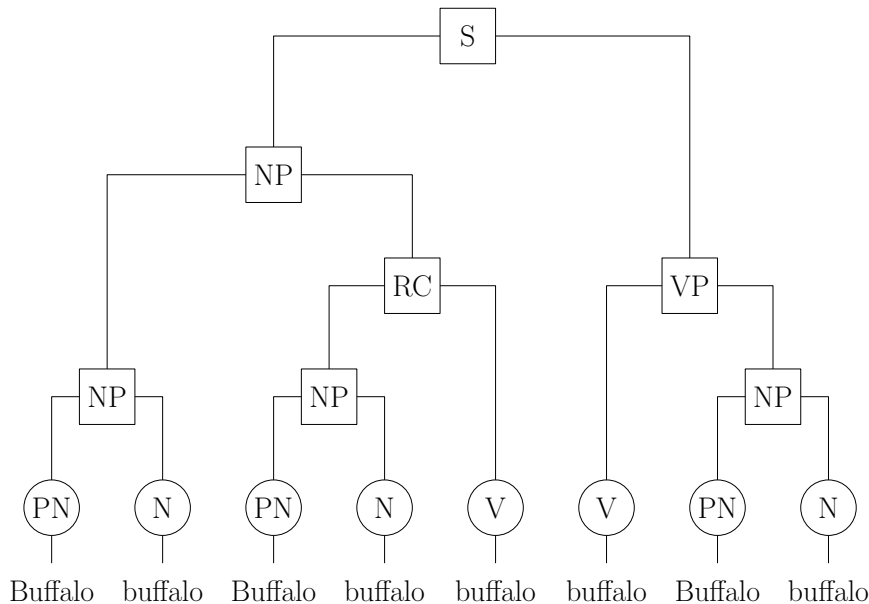 S
NP
RC VP
NP NP NP
PN N PN N V V PN N
Buffalo buffalo Buffalo buffalo buffalo buffalo Buffalo buffalo